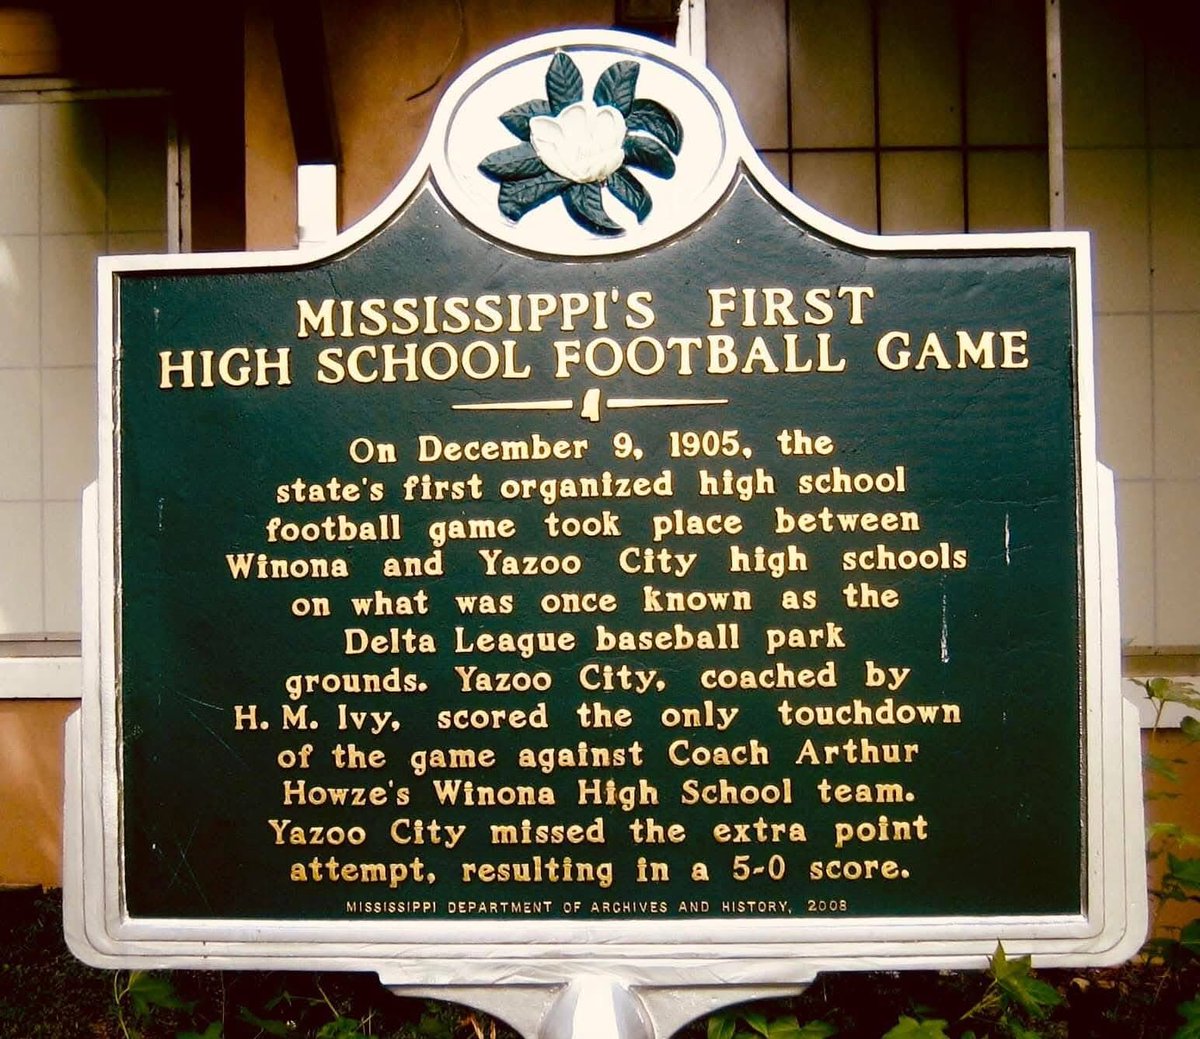 MISSISSIPPI'S FIRST
HIGH SCHOOL FOOTBALL GAME
On December 9, 1905, the
state's first organized high school
football game took place between
Winona and Yazoo City high schools
on what was once known as the
Delta League baseball park
grounds. Yazoo City, coached by
H. M. Ivy, scored the only touchdown
of the game against Coach Arthur
Howze's Winona High School team.
Yazoo City missed the extra point
attempt, resulting in a 5-0 score.
MISSISSIPPI DEPARTMENT OF ARCHIVES AND HISTORY, 2008